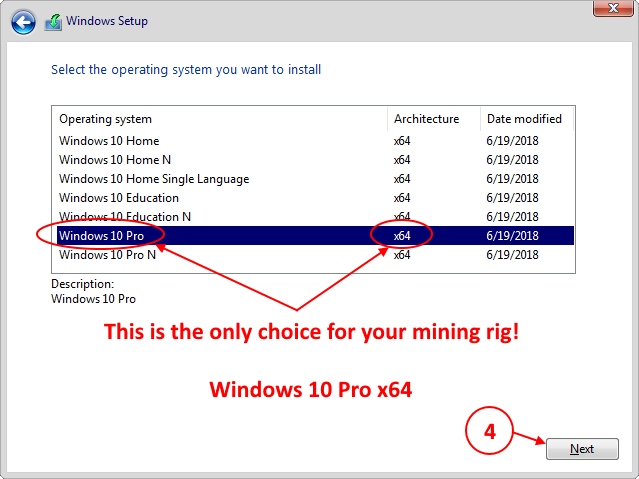 Windows Setup
Select the operating system you want to install
Operating system Architecture Date modified
Windows 10 Home x64 6/19/2018
Windows 10 Home N x64 6/19/2018
Windows 10 Home Single Language x64 6/19/2018
Windows 10 Education x64 6/19/2018
Windows 10 Education N x64 6/19/2018
Windows 10 Pro x64 6/19/2018
Windows 10 Pro N x64 6/19/2018
Description:
Windows 10 Pro
This is the only choice for your mining rig!
Windows 10 Pro x64
4
Next